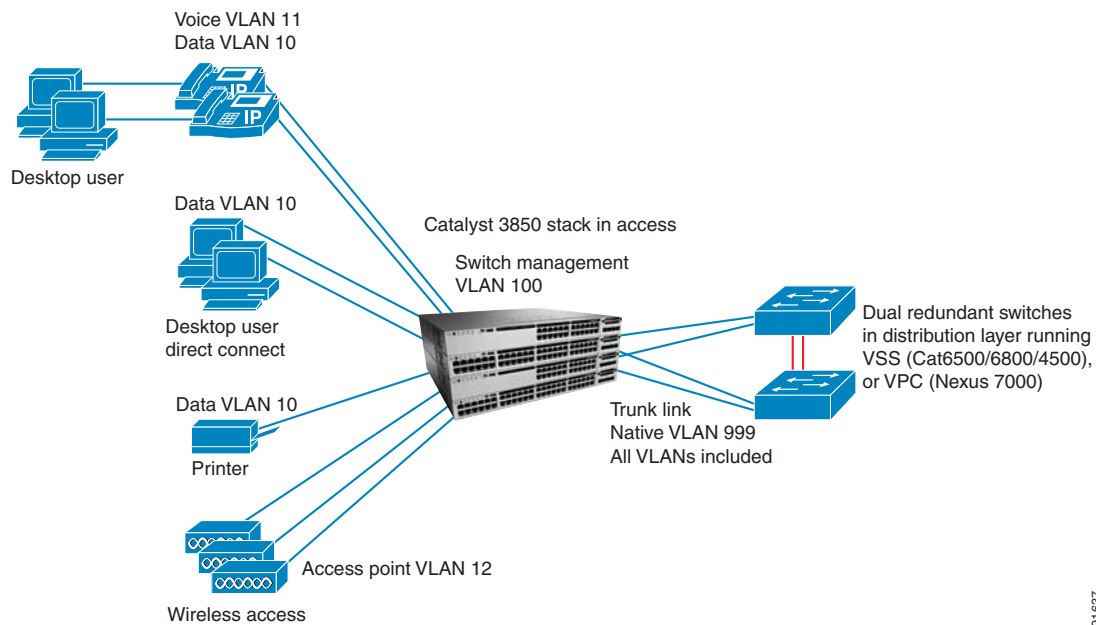 Voice VLAN 11
Data VLAN 10
IP
IP
Desktop user
Data VLAN 10
Catalyst 3850 stack in access
Switch management
VLAN 100
Desktop user
direct connect
Dual redundant switches
in distribution layer running
VSS (Cat6500/6800/4500),
or VPC (Nexus 7000)
Data VLAN 10
Printer
Trunk link
Native VLAN 999
All VLANs included
Access point VLAN 12
Wireless access